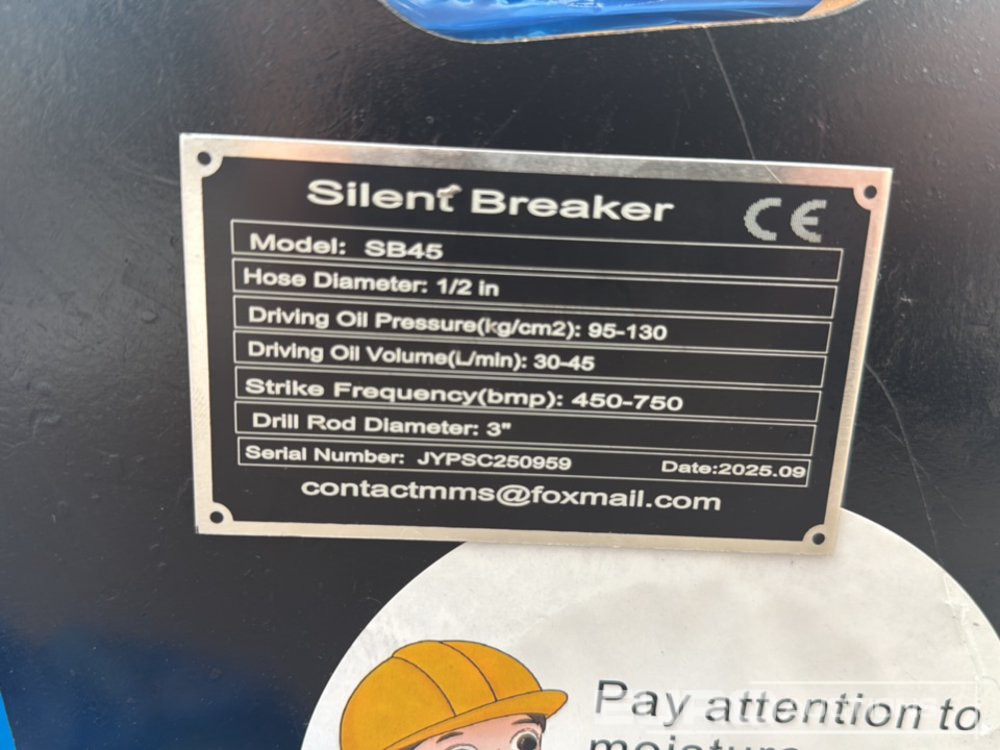 Silent Breaker
CE
Model: SB45
Hose Diameter: 1/2 in
Driving Oil Pressure(kg/cm2): 95-130
Driving Oil Volume(L/min): 30-45
Strike Frequency(bmp): 450-750
Drill Rod Diameter: 3"
Serial Number: JYPSC250959 Date:2025.09
contactmms@foxmail.com
Pay attention to
moisture